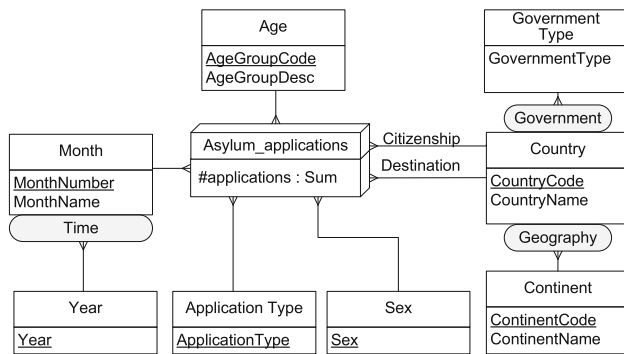 Age
AgeGroupCode
AgeGroupDesc
Government
Type
GovernmentType
Government
Asylum_applications
#applications : Sum
Citizenship
Destination
Month
MonthNumber
MonthName
Time
Country
CountryCode
CountryName
Geography
Year
Year
Application Type
ApplicationType
Sex
Sex
Continent
ContinentCode
ContinentName